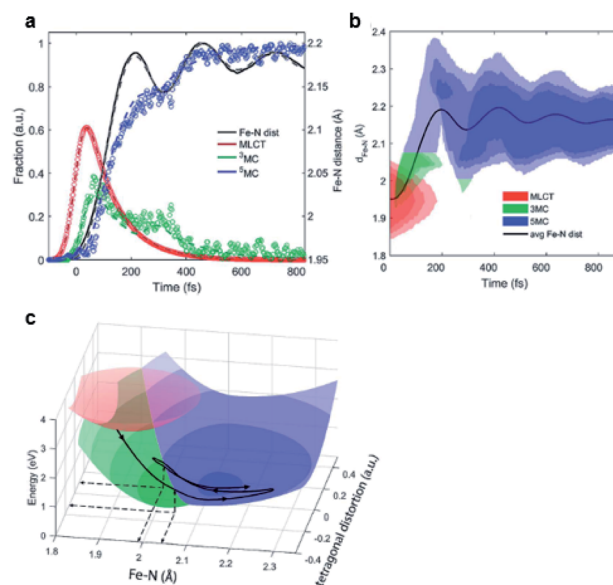 a
Fraction (a.u.)
1
0.8
0.6
0.4
0.2
0
2.2
2.15
2.1
2.05
2
1.95
Fe-N distance (Å)
Fe-N dist
MLCT
³MC
⁵MC
0
200
400
600
800
Time (fs)
b
d_Fe-N (Å)
2.4
2.3
2.2
2.1
2
1.9
1.8
MLCT
3MC
5MC
avg Fe-N dist
0
200
400
600
800
Time (fs)
c
Energy (eV)
4
3
2
1
0
1.8
1.9
2
2.1
2.2
2.3
Fe-N (Å)
0.4
0.2
0
-0.2
-0.4
tetragonal distortion (a.u.)